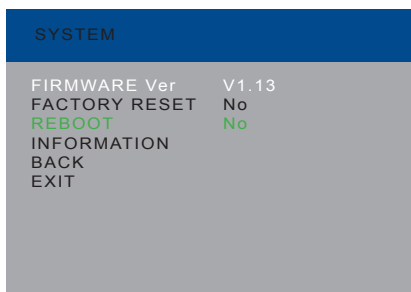 SYSTEM
FIRMWARE Ver V1.13
FACTORY RESET No
REBOOT No
INFORMATION
BACK
EXIT